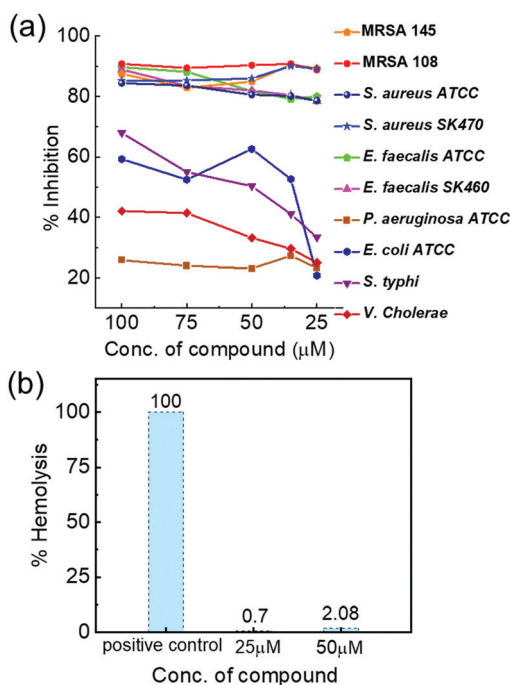 (a)
100
80
60
40
20
% Inhibition
100 75 50 25
Conc. of compound (μM)
MRSA 145
MRSA 108
S. aureus ATCC
S. aureus SK470
E. faecalis ATCC
E. faecalis SK460
P. aeruginosa ATCC
E. coli ATCC
S. typhi
V. Cholerae
(b)
100
75
50
25
0
% Hemolysis
100
0.7
2.08
positive control 25μM 50μM
Conc. of compound